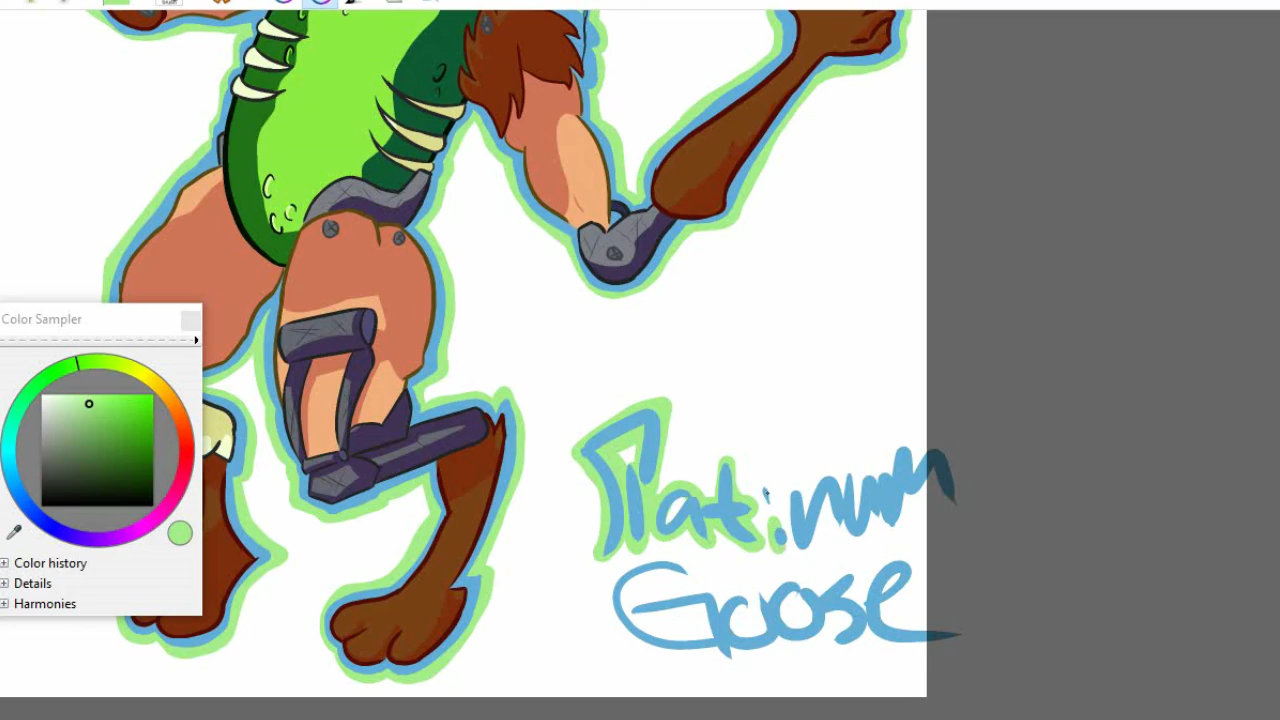 Color Sampler
Color history
Details
Harmonies
Platinum
Goose